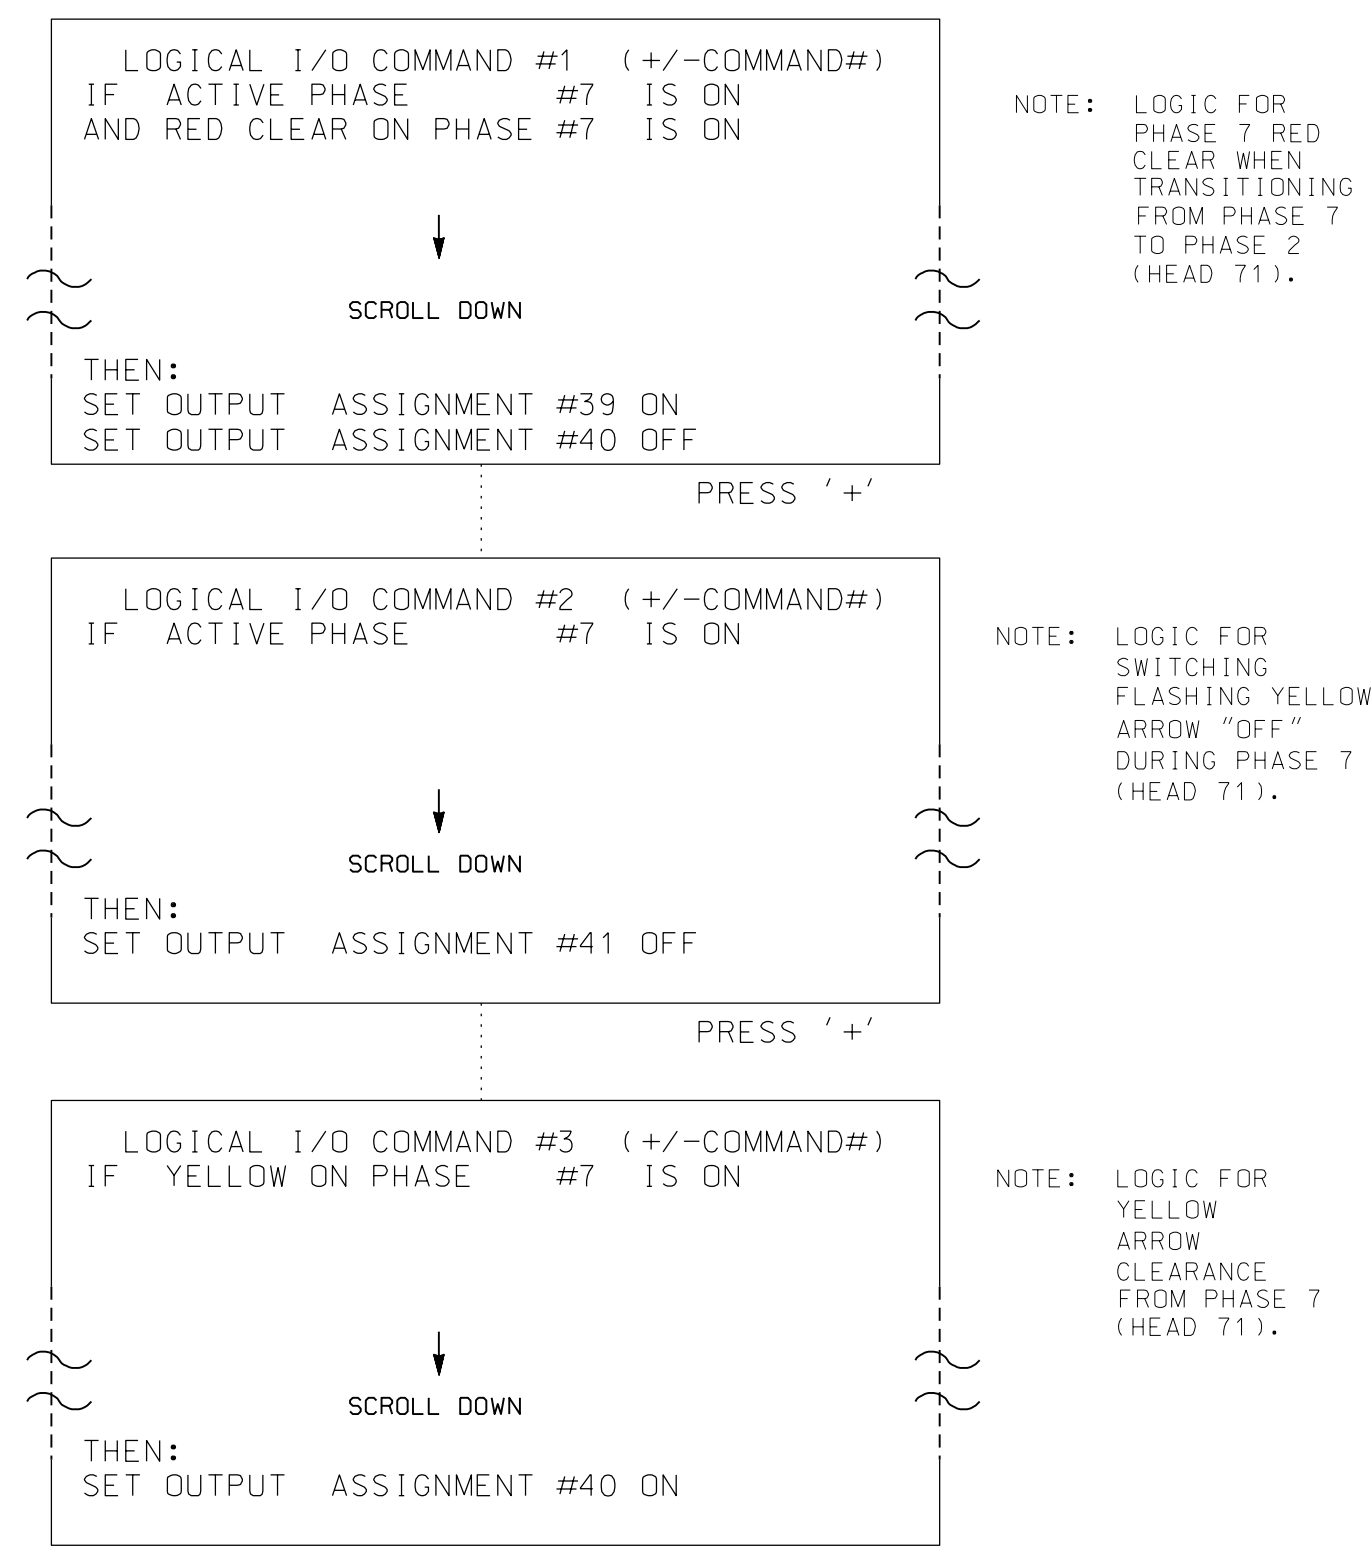 LOGICAL I/O COMMAND #1 (+/-COMMAND#)
IF ACTIVE PHASE #7 IS ON
AND RED CLEAR ON PHASE #7 IS ON
SCROLL DOWN
THEN:
SET OUTPUT ASSIGNMENT #39 ON
SET OUTPUT ASSIGNMENT #40 OFF
NOTE: LOGIC FOR
PHASE 7 RED
CLEAR WHEN
TRANSITIONING
FROM PHASE 7
TO PHASE 2
(HEAD 71).
PRESS '+'
LOGICAL I/O COMMAND #2 (+/-COMMAND#)
IF ACTIVE PHASE #7 IS ON
SCROLL DOWN
THEN:
SET OUTPUT ASSIGNMENT #41 OFF
NOTE: LOGIC FOR
SWITCHING
FLASHING YELLOW
ARROW "OFF"
DURING PHASE 7
(HEAD 71).
PRESS '+'
LOGICAL I/O COMMAND #3 (+/-COMMAND#)
IF YELLOW ON PHASE #7 IS ON
SCROLL DOWN
THEN:
SET OUTPUT ASSIGNMENT #40 ON
NOTE: LOGIC FOR
YELLOW
ARROW
CLEARANCE
FROM PHASE 7
(HEAD 71).